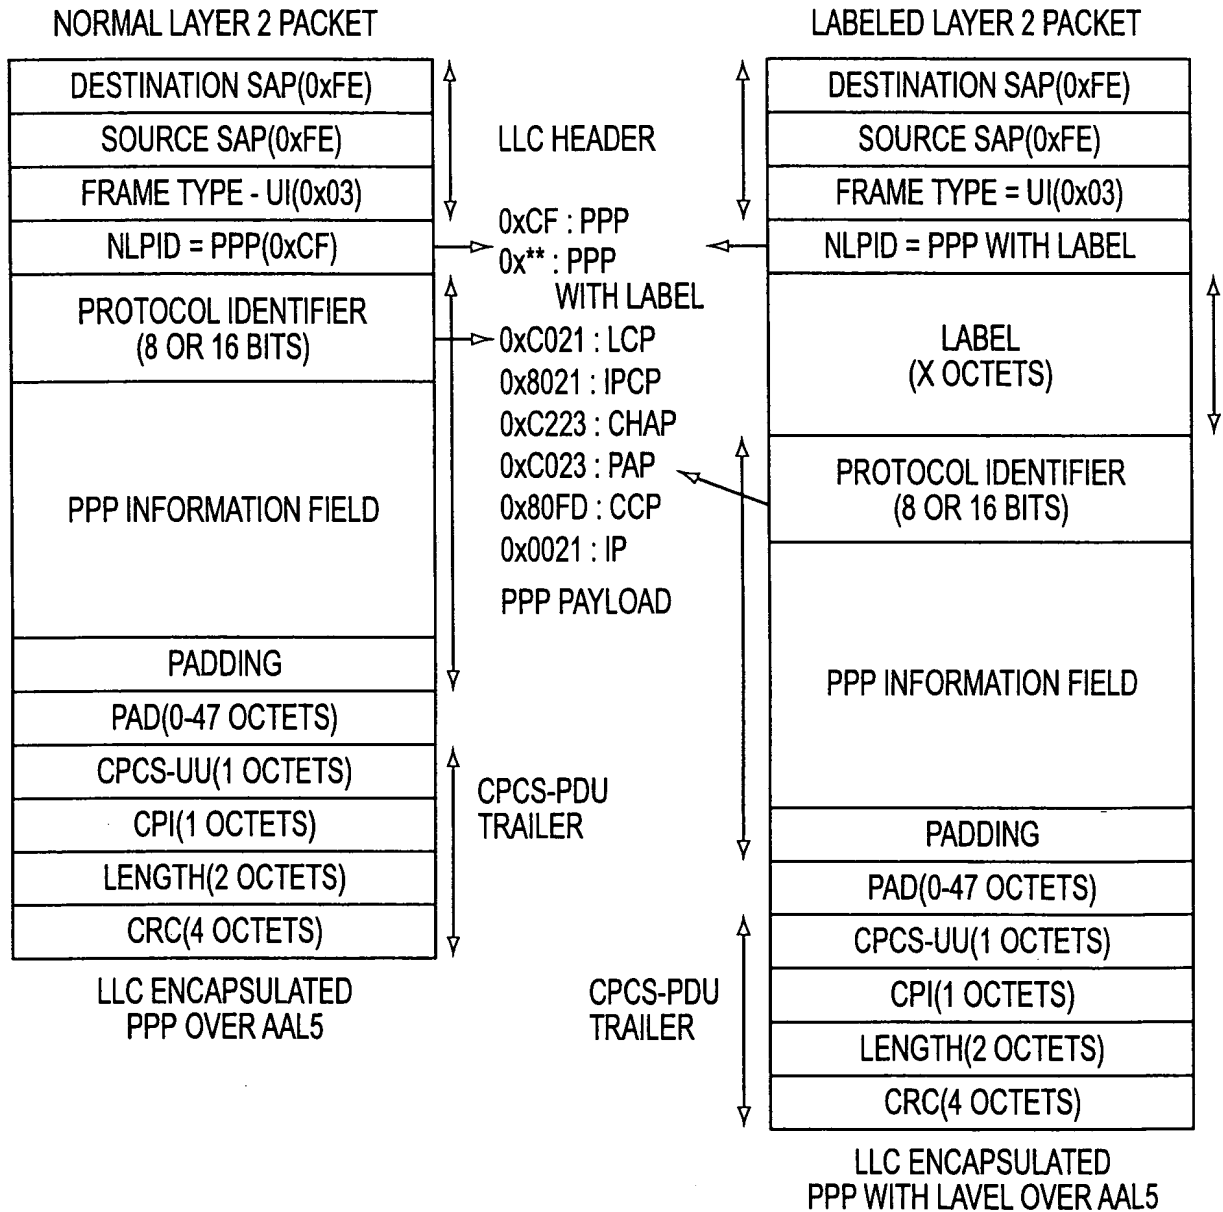 NORMAL LAYER 2 PACKET
DESTINATION SAP(0xFE)
SOURCE SAP(0xFE)
FRAME TYPE - UI(0x03)
NLPID = PPP(0xCF)
PROTOCOL IDENTIFIER
(8 OR 16 BITS)
PPP INFORMATION FIELD
PADDING
PAD(0-47 OCTETS)
CPCS-UU(1 OCTETS)
CPI(1 OCTETS)
LENGTH(2 OCTETS)
CRC(4 OCTETS)
LLC ENCAPSULATED
PPP OVER AAL5
LLC HEADER
0xCF : PPP
0x** : PPP
WITH LABEL
0xC021 : LCP
0x8021 : IPCP
0xC223 : CHAP
0xC023 : PAP
0x80FD : CCP
0x0021 : IP
PPP PAYLOAD
CPCS-PDU
TRAILER
LABELED LAYER 2 PACKET
DESTINATION SAP(0xFE)
SOURCE SAP(0xFE)
FRAME TYPE = UI(0x03)
NLPID = PPP WITH LABEL
LABEL
(X OCTETS)
PROTOCOL IDENTIFIER
(8 OR 16 BITS)
PPP INFORMATION FIELD
PADDING
PAD(0-47 OCTETS)
CPCS-UU(1 OCTETS)
CPI(1 OCTETS)
LENGTH(2 OCTETS)
CRC(4 OCTETS)
CPCS-PDU
TRAILER
LLC ENCAPSULATED
PPP WITH LAVEL OVER AAL5